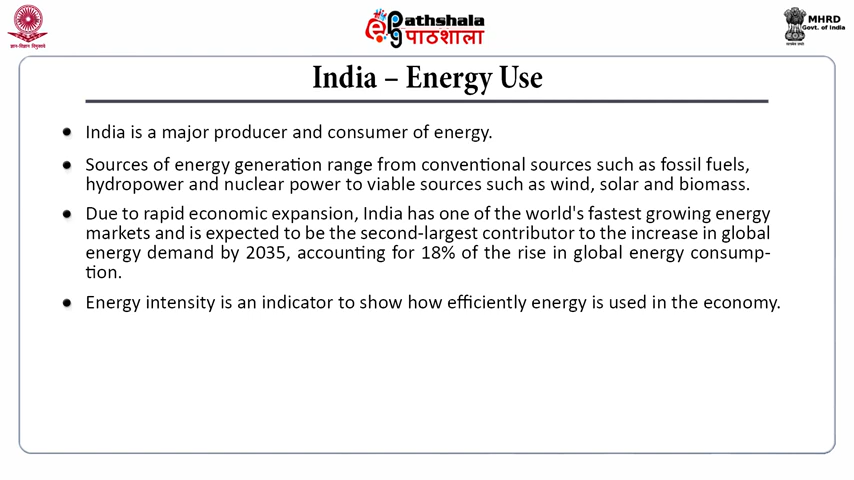 ज्ञान-विज्ञान विमुक्तये
ePathshala
पाठशाला
MHRD
Govt. of India
India – Energy Use
• India is a major producer and consumer of energy.
• Sources of energy generation range from conventional sources such as fossil fuels,
hydropower and nuclear power to viable sources such as wind, solar and biomass.
• Due to rapid economic expansion, India has one of the world's fastest growing energy
markets and is expected to be the second-largest contributor to the increase in global
energy demand by 2035, accounting for 18% of the rise in global energy consump-
tion.
• Energy intensity is an indicator to show how efficiently energy is used in the economy.